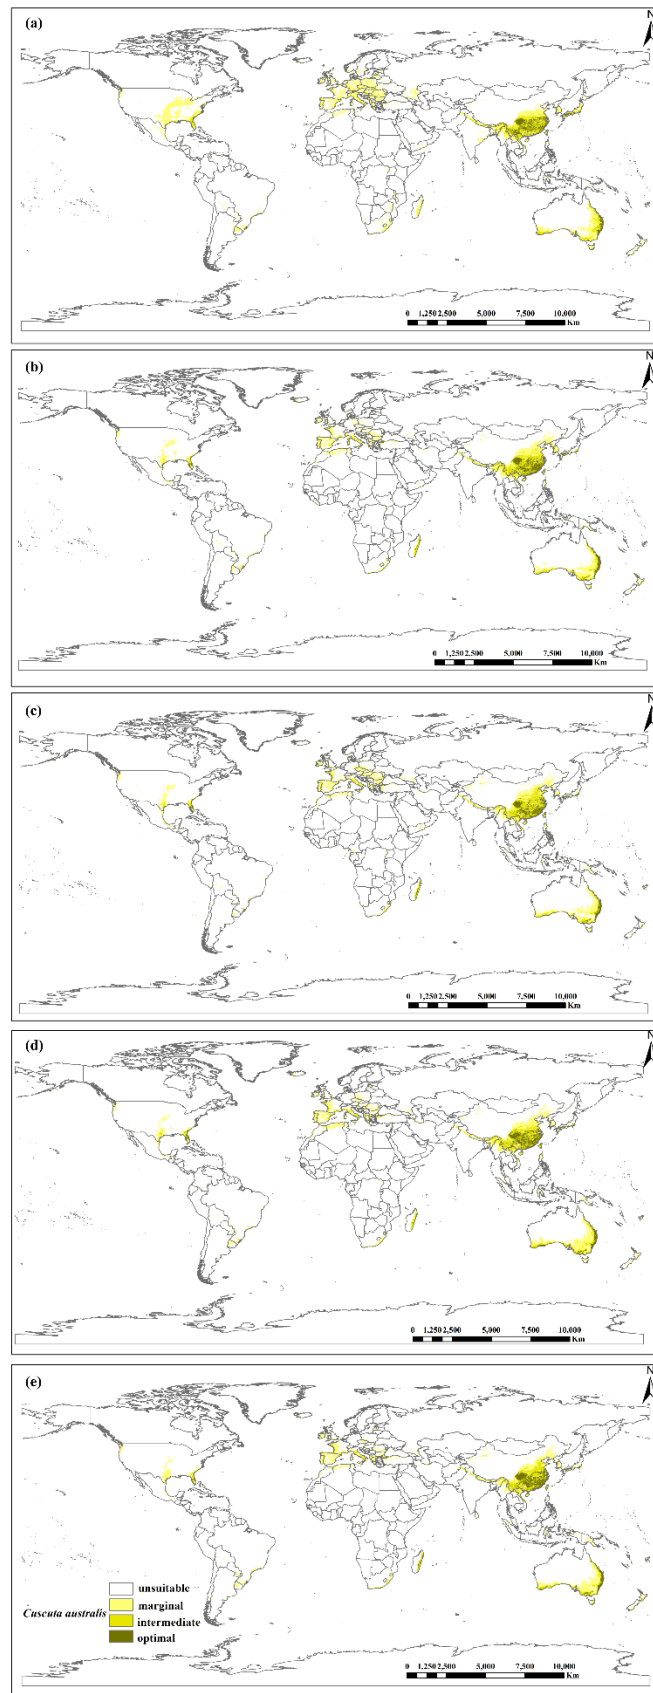 (a)
N
0 1,250 2,500 5,000 7,500 10,000
Km
(b)
N
0 1,250 2,500 5,000 7,500 10,000
Km
(c)
N
0 1,250 2,500 5,000 7,500 10,000
Km
(d)
N
0 1,250 2,500 5,000 7,500 10,000
Km
(e)
N
unsuitable
Cuscuta australis
marginal
intermediate
optimal
0 1,250 2,500 5,000 7,500 10,000
Km